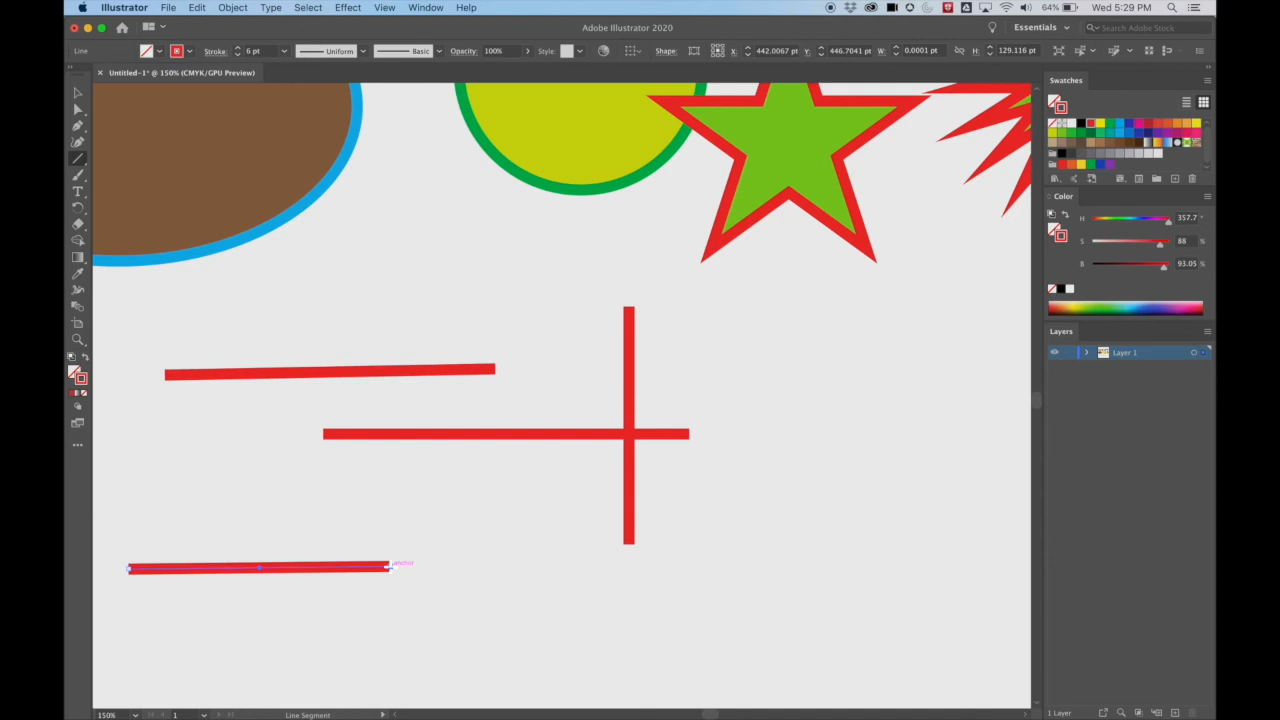 Illustrator File Edit Object Type Select Effect View Window Help
64% Wed 5:29 PM
Adobe Illustrator 2020
Essentials
Search Adobe Stock
Line Stroke: 6 pt Uniform Basic Opacity: 100% Style: Shape: X: 442.0067 pt Y: 446.7041 pt W: 0.0001 pt H: 129.116 pt
Untitled-1* @ 150% (CMYK/GPU Preview)
Swatches
Color
H 357.7 °
S 88 %
B 93.05 %
Layers
Layer 1
anchor
150% 1 Line Segment
1 Layer